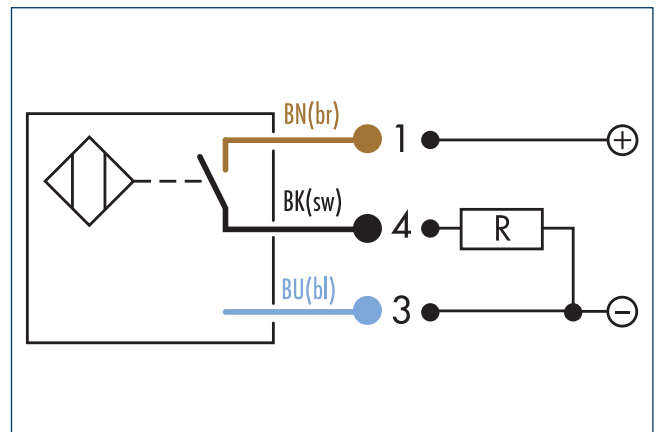 BN(br) 1 +
BK(sw) 4 R
BU(bl) 3 −